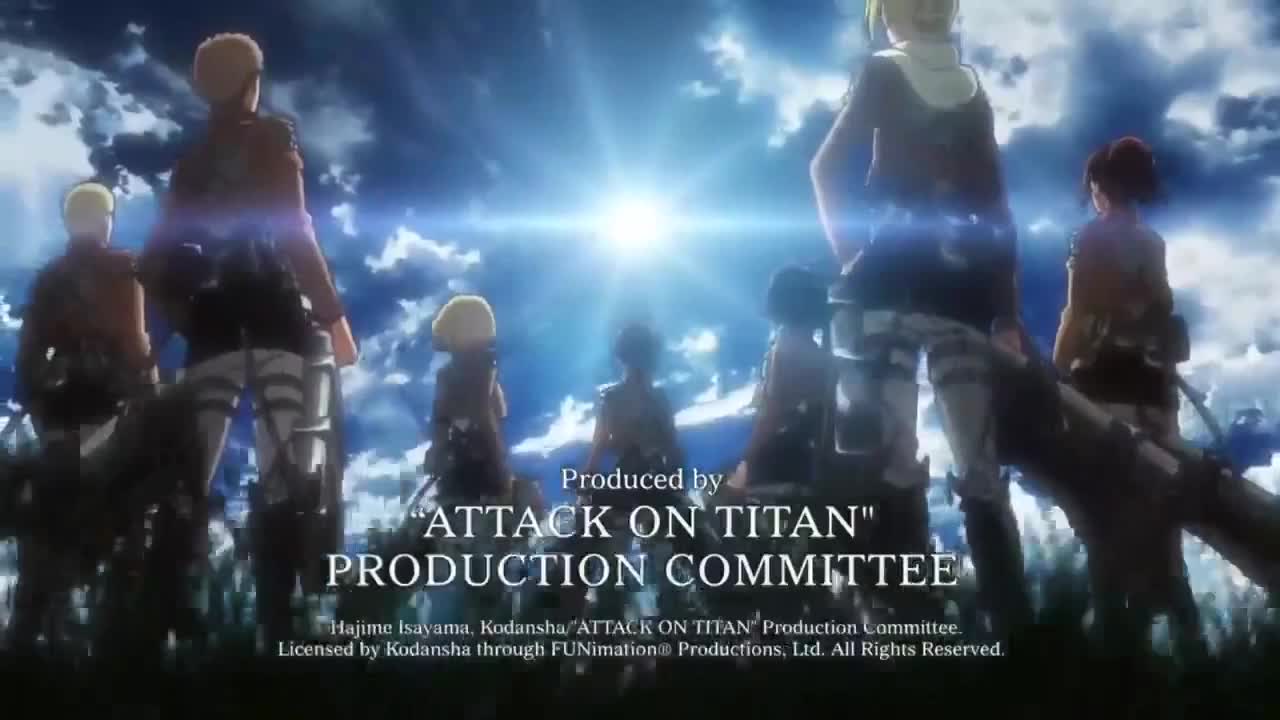 Produced by
“ATTACK ON TITAN"
PRODUCTION COMMITTEE
Hajime Isayama, Kodansha/"ATTACK ON TITAN" Production Committee.
Licensed by Kodansha through FUNimation® Productions, Ltd. All Rights Reserved.